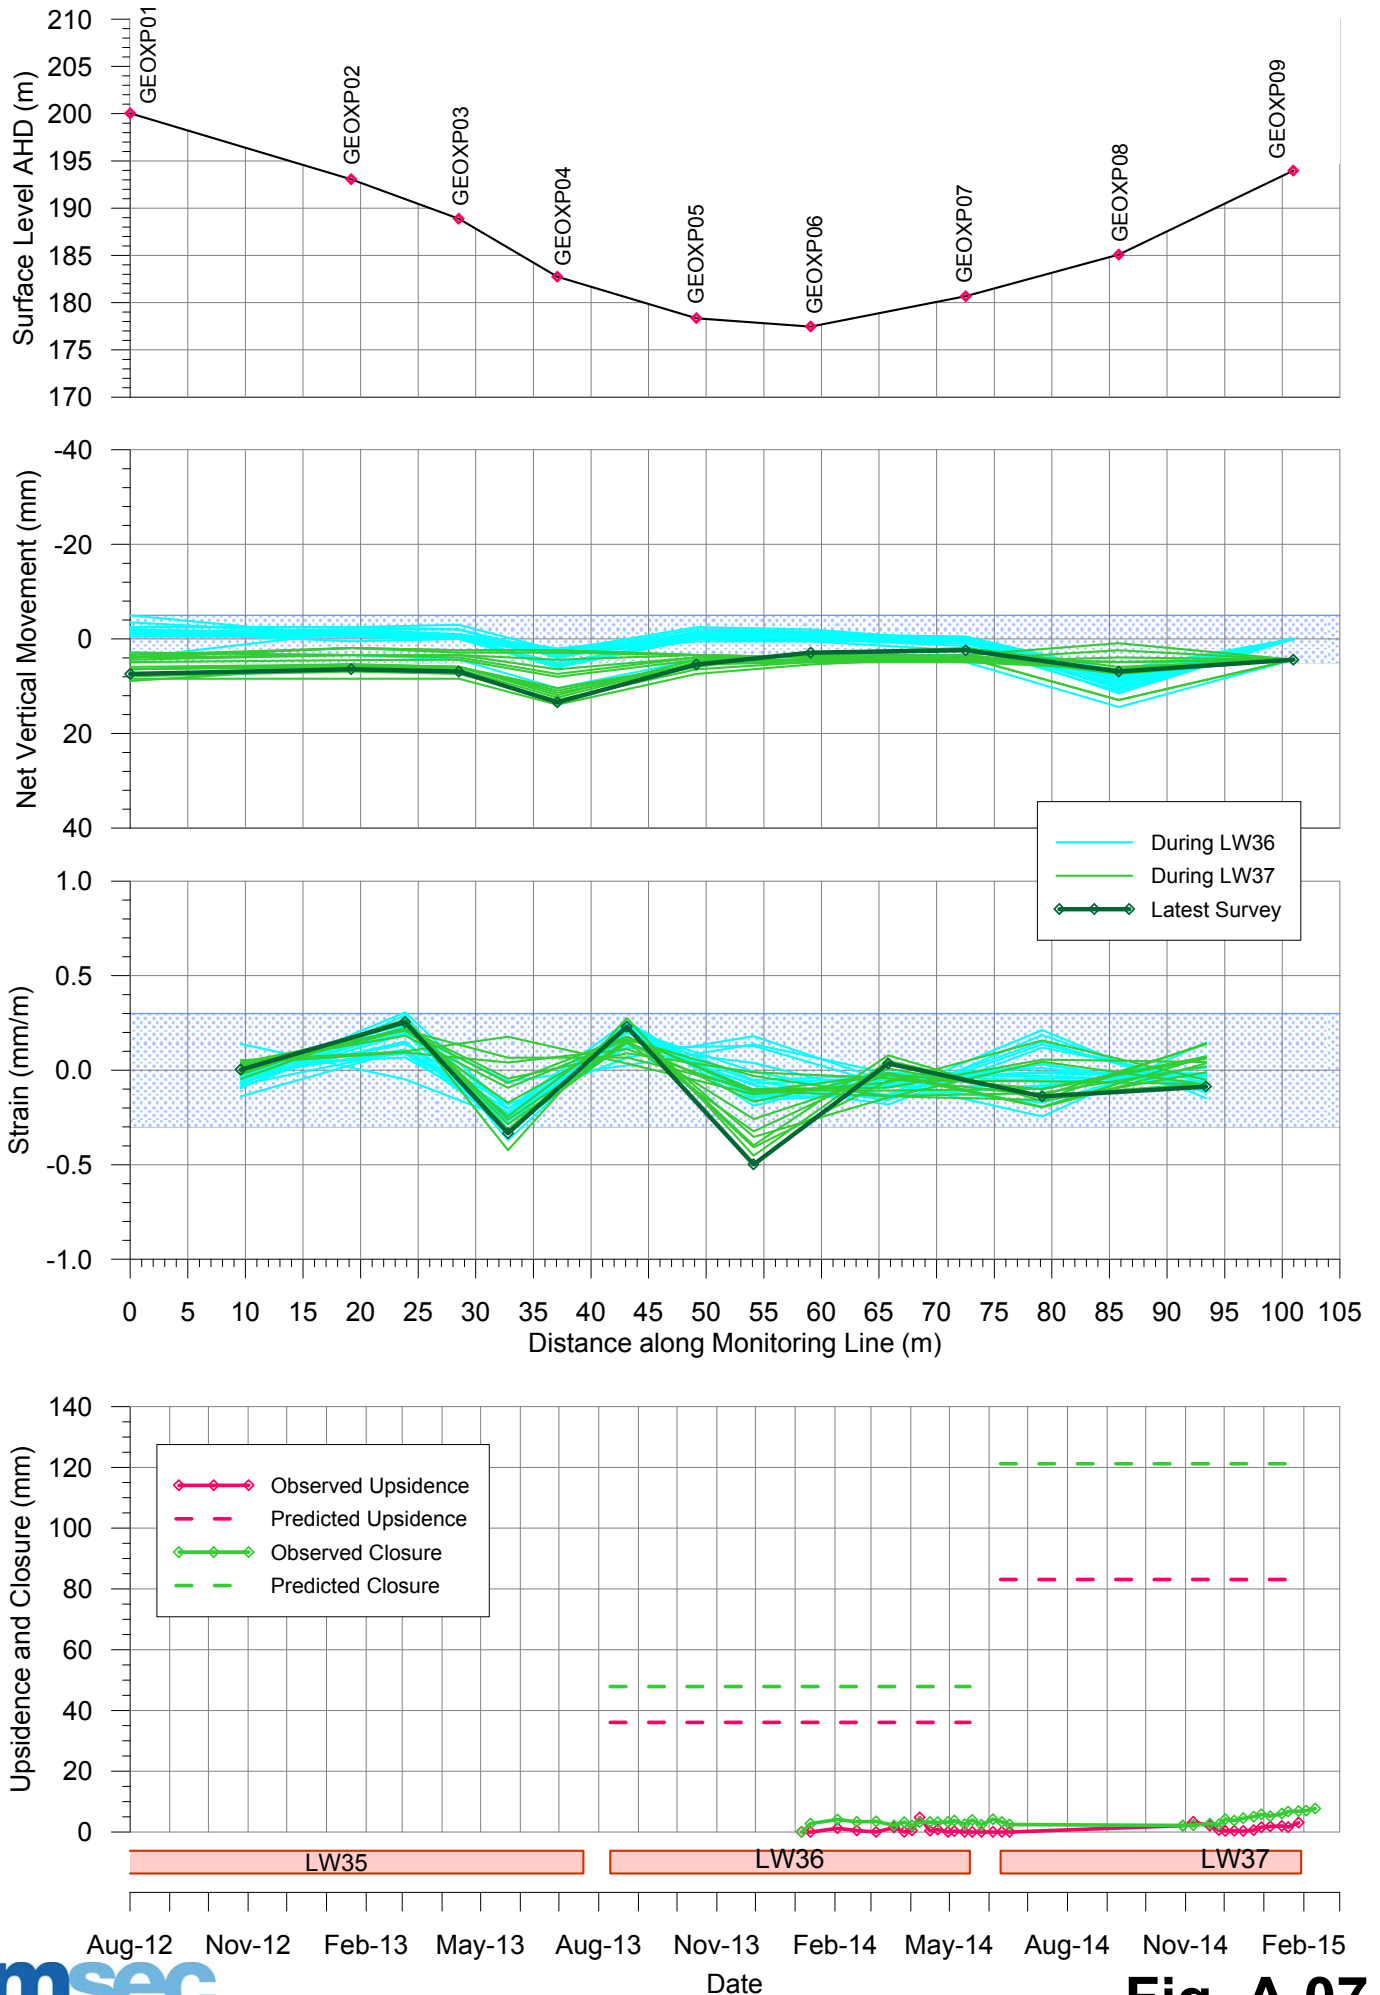 210
205
200
195
190
185
180
175
170
Surface Level AHD (m)
GEOXP01
GEOXP02
GEOXP03
GEOXP04
GEOXP05
GEOXP06
GEOXP07
GEOXP08
GEOXP09
-40
-20
0
20
40
Net Vertical Movement (mm)
During LW36
During LW37
Latest Survey
1.0
0.5
0.0
-0.5
-1.0
Strain (mm/m)
0 5 10 15 20 25 30 35 40 45 50 55 60 65 70 75 80 85 90 95 100 105
Distance along Monitoring Line (m)
140
120
100
80
60
40
20
0
Upsidence and Closure (mm)
Observed Upsidence
Predicted Upsidence
Observed Closure
Predicted Closure
LW35 LW36 LW37
Aug-12 Nov-12 Feb-13 May-13 Aug-13 Nov-13 Feb-14 May-14 Aug-14 Nov-14 Feb-15
Date
msec
Fig. A.07